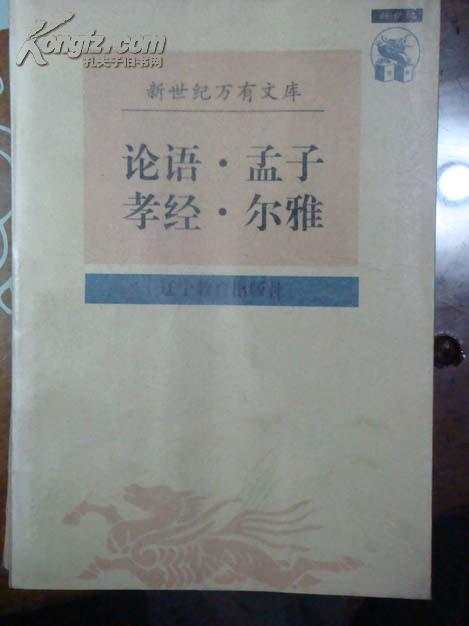 Kongfz.com
孔夫子旧书网
新世纪万有文库
论语·孟子
孝经·尔雅
辽宁教育出版社